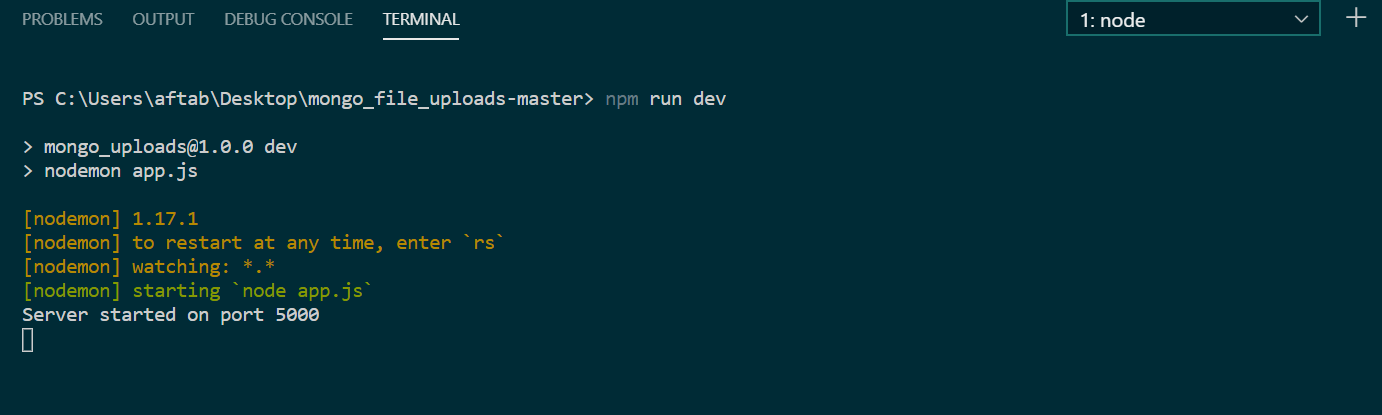 PROBLEMS OUTPUT DEBUG CONSOLE TERMINAL 1: node
PS C:\Users\aftab\Desktop\mongo_file_uploads-master> npm run dev
> mongo_uploads@1.0.0 dev
> nodemon app.js
[nodemon] 1.17.1
[nodemon] to restart at any time, enter `rs`
[nodemon] watching: *.*
[nodemon] starting `node app.js`
Server started on port 5000